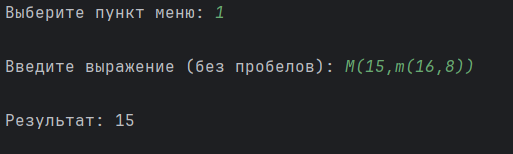 Выберите пункт меню: 1
Введите выражение (без пробелов): M(15,m(16,8))
Результат: 15